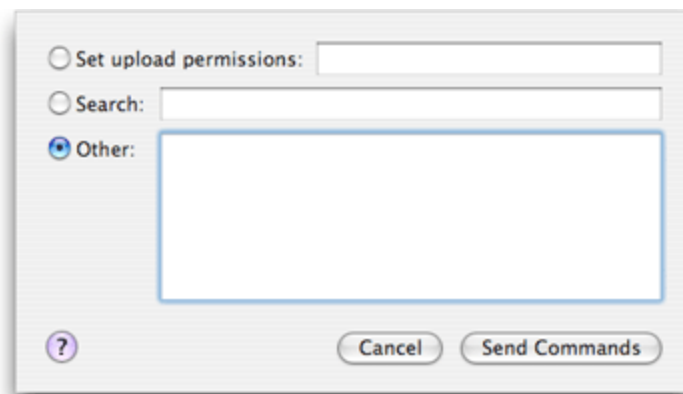 Set upload permissions:
Search:
Other:
?
Cancel
Send Commands